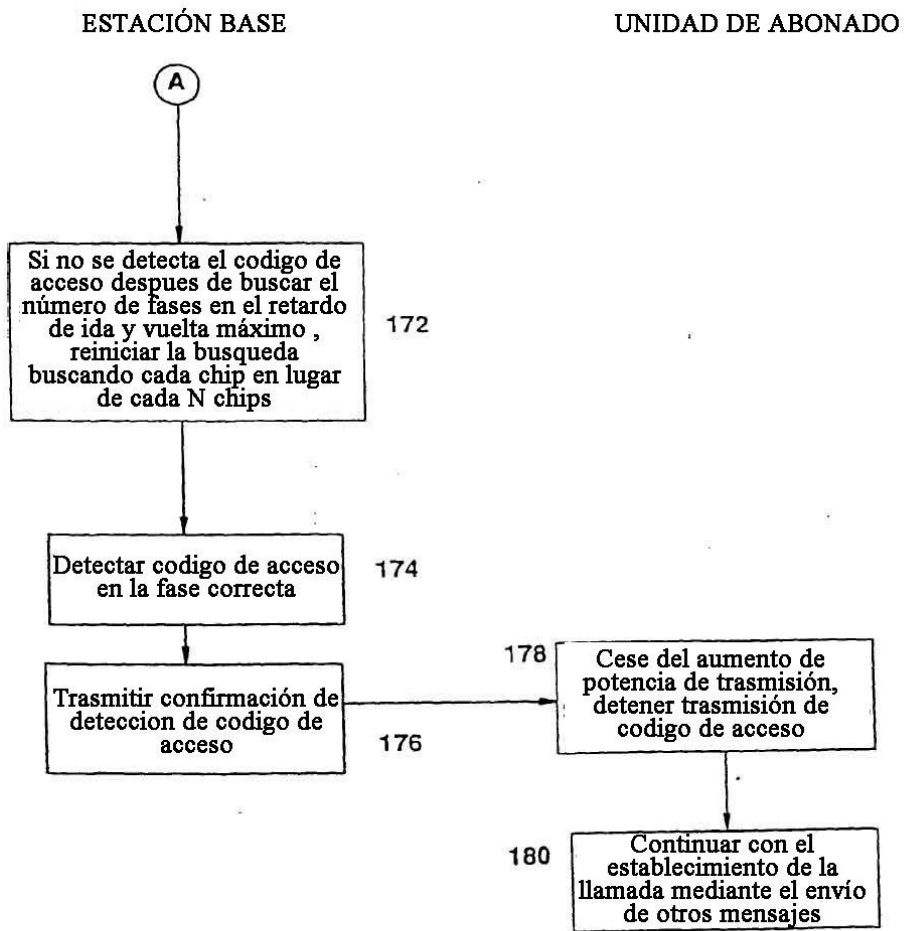 ESTACIÓN BASE
UNIDAD DE ABONADO
A
Si no se detecta el codigo de
acceso despues de buscar el
número de fases en el retardo
de ida y vuelta máximo ,
reiniciar la busqueda
buscando cada chip en lugar
de cada N chips
172
Detectar codigo de acceso
en la fase correcta
174
Trasmitir confirmación de
deteccion de codigo de
acceso
176
178
Cese del aumento de
potencia de trasmisión,
detener trasmisión de
codigo de acceso
180
Continuar con el
establecimiento de la
llamada mediante el envío
de otros mensajes